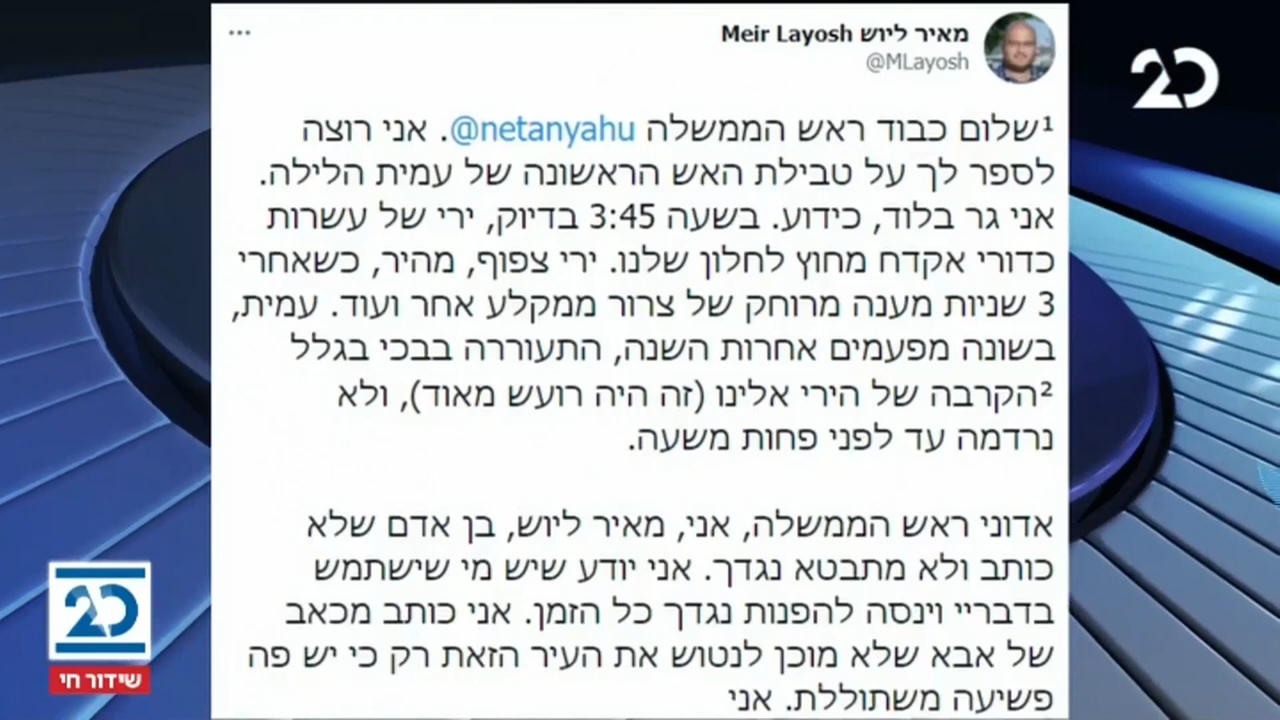 מאיר ליוש Meir Layosh
@MLayosh
20
¹שלום כבוד ראש הממשלה @netanyahu. אני רוצה
לספר לך על טבילת האש הראשונה של עמית הלילה.
אני גר בלוד, כידוע. בשעה 3:45 בדיוק, ירי של עשרות
כדורי אקדח מחוץ לחלון שלנו. ירי צפוף, מהיר, כשאחרי
3 שניות מענה מרוחק של צרור ממקלע אחר ועוד. עמית,
בשונה מפעמים אחרות השנה, התעוררה בבכי בגלל
²הקרבה של הירי אלינו (זה היה רועש מאוד), ולא
נרדמה עד לפני פחות משעה.
אדוני ראש הממשלה, אני, מאיר ליוש, בן אדם שלא
כותב ולא מתבטא נגדך. אני יודע שיש מי שישתמש
בדבריי וינסה להפנות נגדך כל הזמן. אני כותב מכאב
של אבא שלא מוכן לנטוש את העיר הזאת רק כי יש פה
פשיעה משתוללת. אני
20
שידור חי